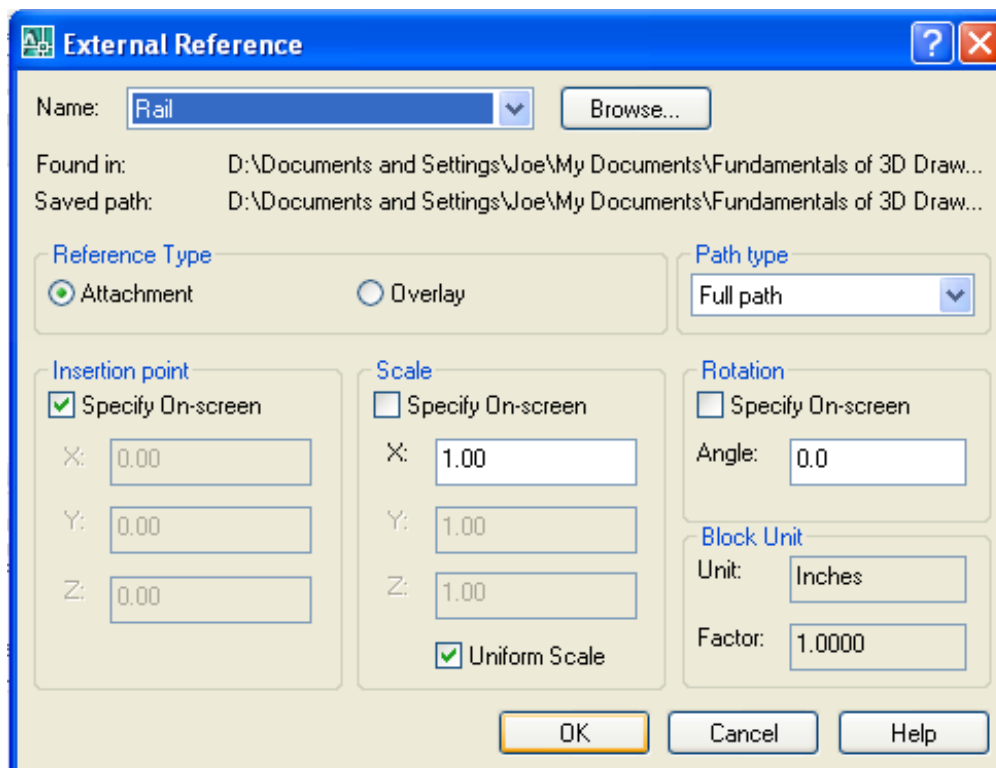 External Reference
Name: Rail Browse...
Found in: D:\Documents and Settings\Joe\My Documents\Fundamentals of 3D Draw...
Saved path: D:\Documents and Settings\Joe\My Documents\Fundamentals of 3D Draw...
Reference Type Path type
Attachment Overlay Full path
Insertion point Scale Rotation
Specify On-screen Specify On-screen Specify On-screen
X: 0.00 X: 1.00 Angle: 0.0
Y: 0.00 Y: 1.00 Block Unit
Z: 0.00 Z: 1.00 Unit: Inches
Uniform Scale Factor: 1.0000
OK Cancel Help